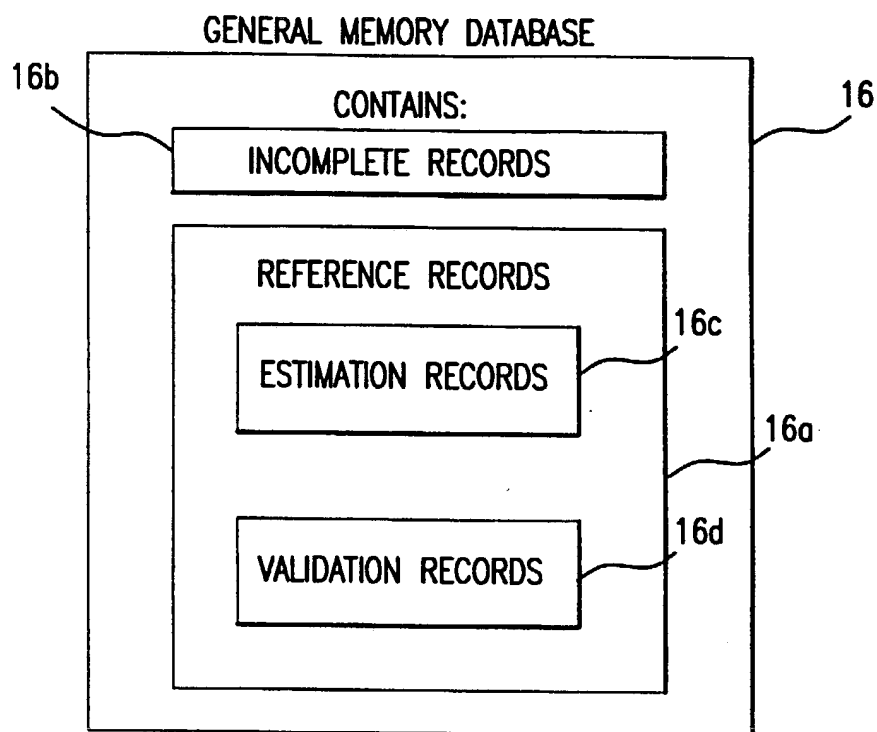 GENERAL MEMORY DATABASE
16b
16
CONTAINS:
INCOMPLETE RECORDS
REFERENCE RECORDS
16c
ESTIMATION RECORDS
16a
16d
VALIDATION RECORDS